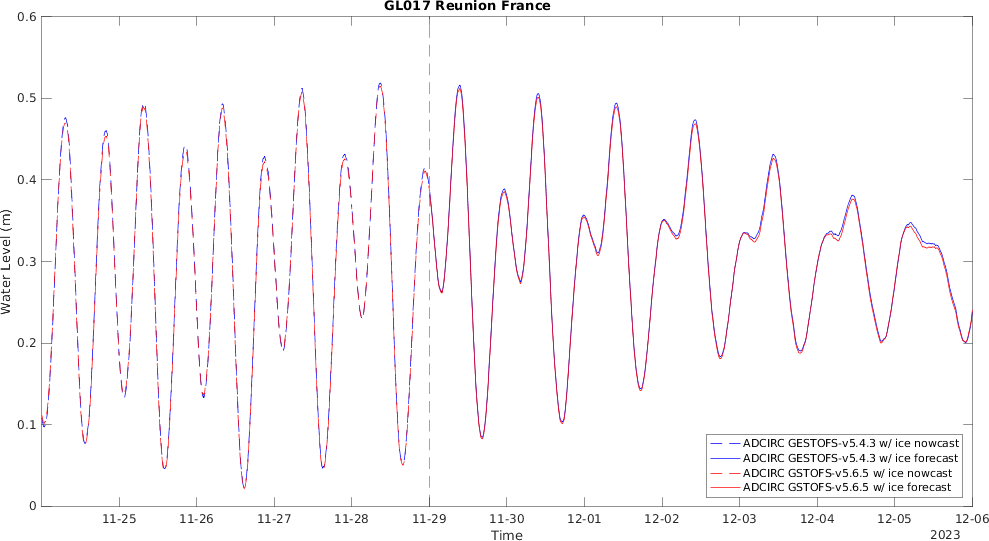 GL017 Reunion France
0.6
0.5
0.4
0.3
0.2
0.1
0
Water Level (m)
11-25 11-26 11-27 11-28 11-29 11-30 12-01 12-02 12-03 12-04 12-05 12-06
Time
2023
ADCIRC GESTOFS-v5.4.3 w/ ice nowcast
ADCIRC GESTOFS-v5.4.3 w/ ice forecast
ADCIRC GSTOFS-v5.6.5 w/ ice nowcast
ADCIRC GSTOFS-v5.6.5 w/ ice forecast